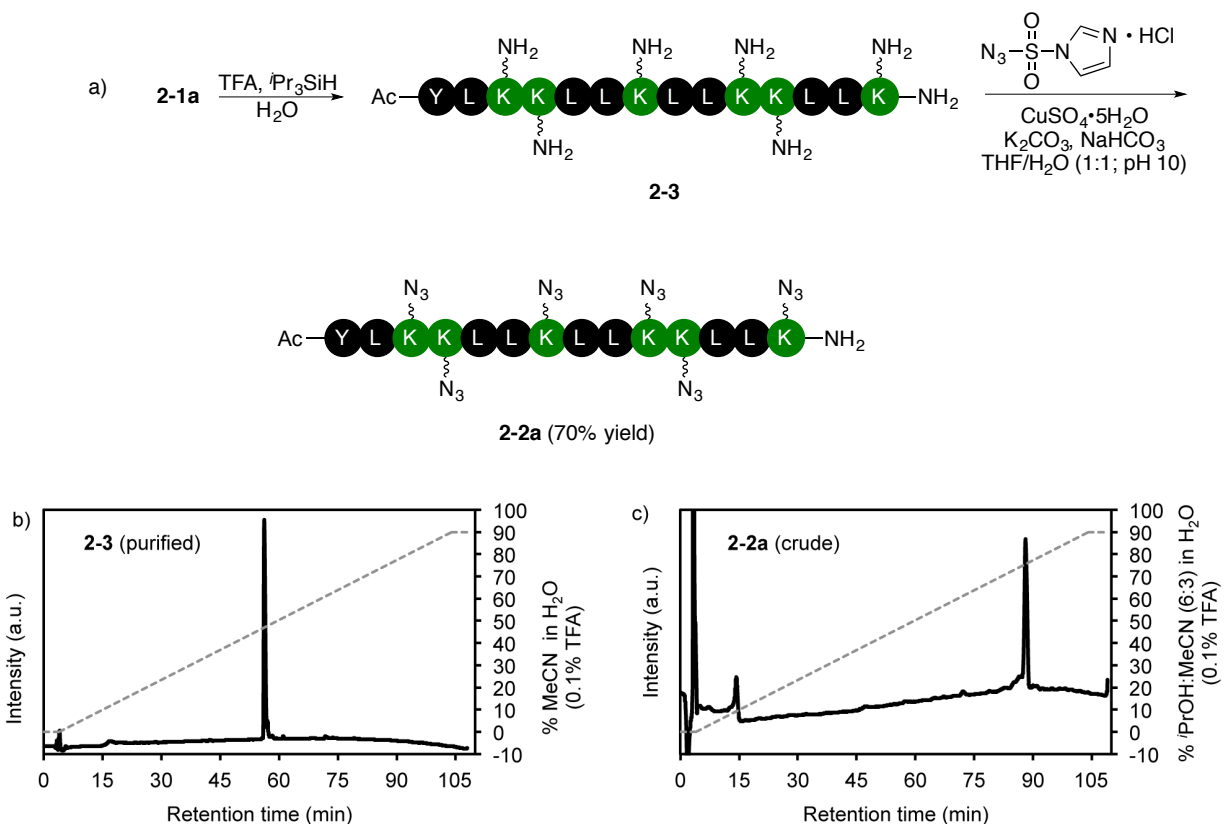 a) 2-1a
TFA, ⁱPr₃SiH
H₂O
NH₂ NH₂ NH₂ NH₂
Ac Y L K K L L K L L K K L L K NH₂
NH₂ NH₂
2-3
O
N₃ S N N • HCl
O
CuSO₄•5H₂O
K₂CO₃, NaHCO₃
THF/H₂O (1:1; pH 10)
N₃ N₃ N₃ N₃
Ac Y L K K L L K L L K K L L K NH₂
N₃ N₃
2-2a (70% yield)
b)
2-3 (purified)
Intensity (a.u.)
100
90
80
70
60
50
40
30
20
10
0
-10
% MeCN in H₂O
(0.1% TFA)
0 15 30 45 60 75 90 105
Retention time (min)
c)
2-2a (crude)
Intensity (a.u.)
100
90
80
70
60
50
40
30
20
10
0
-10
% ⁱPrOH:MeCN (6:3) in H₂O
(0.1% TFA)
0 15 30 45 60 75 90 105
Retention time (min)